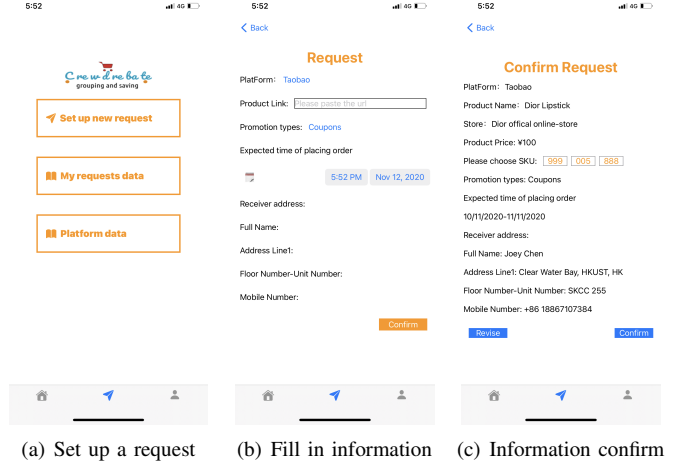 5:52
4G
Crewdrebate
grouping and saving
Set up new request
My requests data
Platform data
(a) Set up a request
5:52
4G
Back
Request
PlatForm: Taobao
Product Link: Please paste the url
Promotion types: Coupons
Expected time of placing order
5:52 PM Nov 12, 2020
Receiver address:
Full Name:
Address Line1:
Floor Number-Unit Number:
Mobile Number:
Confirm
(b) Fill in information
5:52
4G
Back
Confirm Request
PlatForm: Taobao
Product Name: Dior Lipstick
Store: Dior offical online-store
Product Price: ¥100
Please choose SKU: 999 005 888
Promotion types: Coupons
Expected time of placing order
10/11/2020-11/11/2020
Receiver address:
Full Name: Joey Chen
Address Line1: Clear Water Bay, HKUST, HK
Floor Number-Unit Number: SKCC 255
Mobile Number: +86 18867107384
Revise Confirm
(c) Information confirm